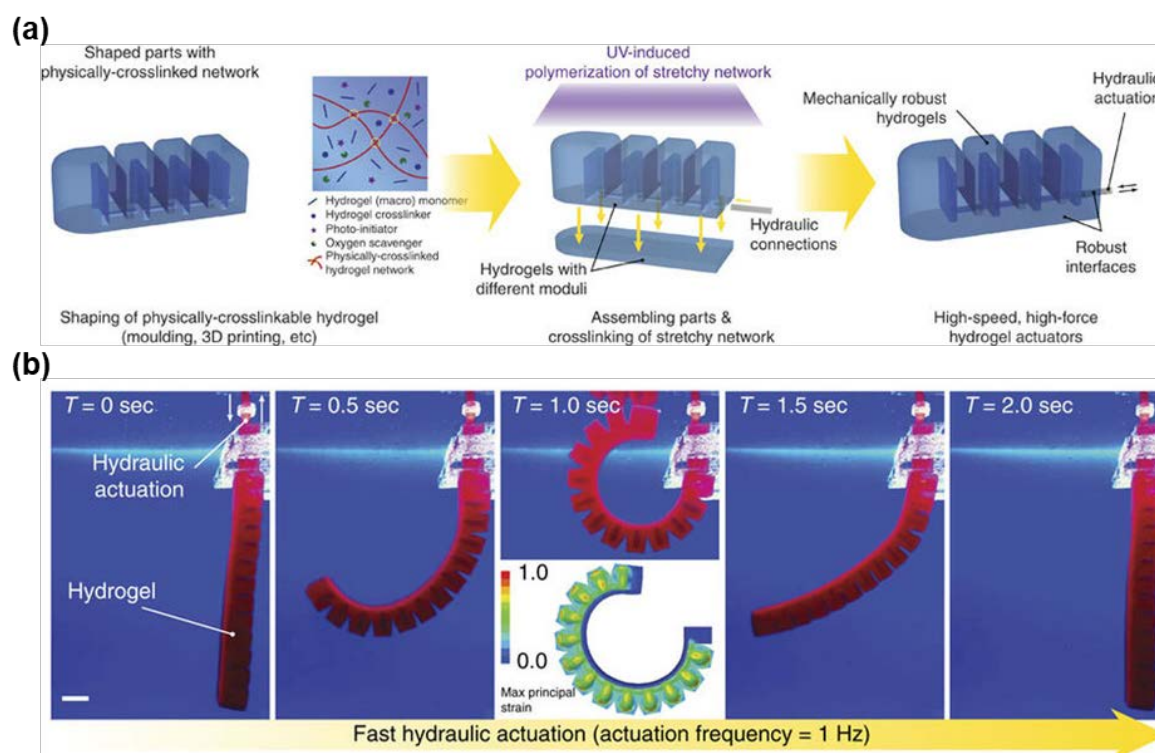 (a)
Shaped parts with
physically-crosslinked network
Hydrogel (macro) monomer
Hydrogel crosslinker
Photo-initiator
Oxygen scavenger
Physically-crosslinked
hydrogel network
Shaping of physically-crosslinkable hydrogel
(moulding, 3D printing, etc)
UV-induced
polymerization of stretchy network
Hydraulic
connections
Hydrogels with
different moduli
Assembling parts &
crosslinking of stretchy network
Mechanically robust
hydrogels
Hydraulic
actuation
Robust
interfaces
High-speed, high-force
hydrogel actuators
(b)
T = 0 sec
Hydraulic
actuation
Hydrogel
T = 0.5 sec
T = 1.0 sec
1.0
0.0
Max principal
strain
T = 1.5 sec
T = 2.0 sec
Fast hydraulic actuation (actuation frequency = 1 Hz)